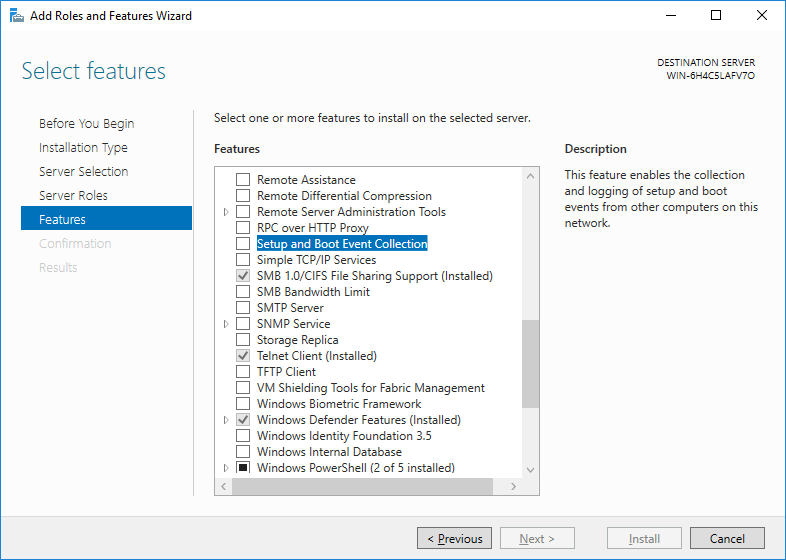 Add Roles and Features Wizard
Select features
DESTINATION SERVER
WIN-6H4C5LAFV7O
Before You Begin
Installation Type
Server Selection
Server Roles
Features
Confirmation
Results
Select one or more features to install on the selected server.
Features
Remote Assistance
Remote Differential Compression
Remote Server Administration Tools
RPC over HTTP Proxy
Setup and Boot Event Collection
Simple TCP/IP Services
SMB 1.0/CIFS File Sharing Support (Installed)
SMB Bandwidth Limit
SMTP Server
SNMP Service
Storage Replica
Telnet Client (Installed)
TFTP Client
VM Shielding Tools for Fabric Management
Windows Biometric Framework
Windows Defender Features (Installed)
Windows Identity Foundation 3.5
Windows Internal Database
Windows PowerShell (2 of 5 installed)
Description
This feature enables the collection
and logging of setup and boot
events from other computers on this
network.
< Previous
Next >
Install
Cancel